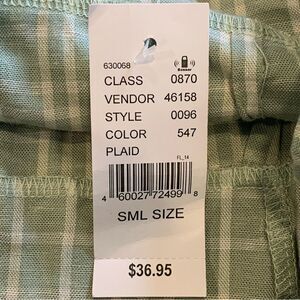 630068
Sensor
CLASS 0870
VENDOR 46158
STYLE 0096
COLOR 547
PLAID
FL_14
4 60027 72499 8
SML SIZE
$36.95